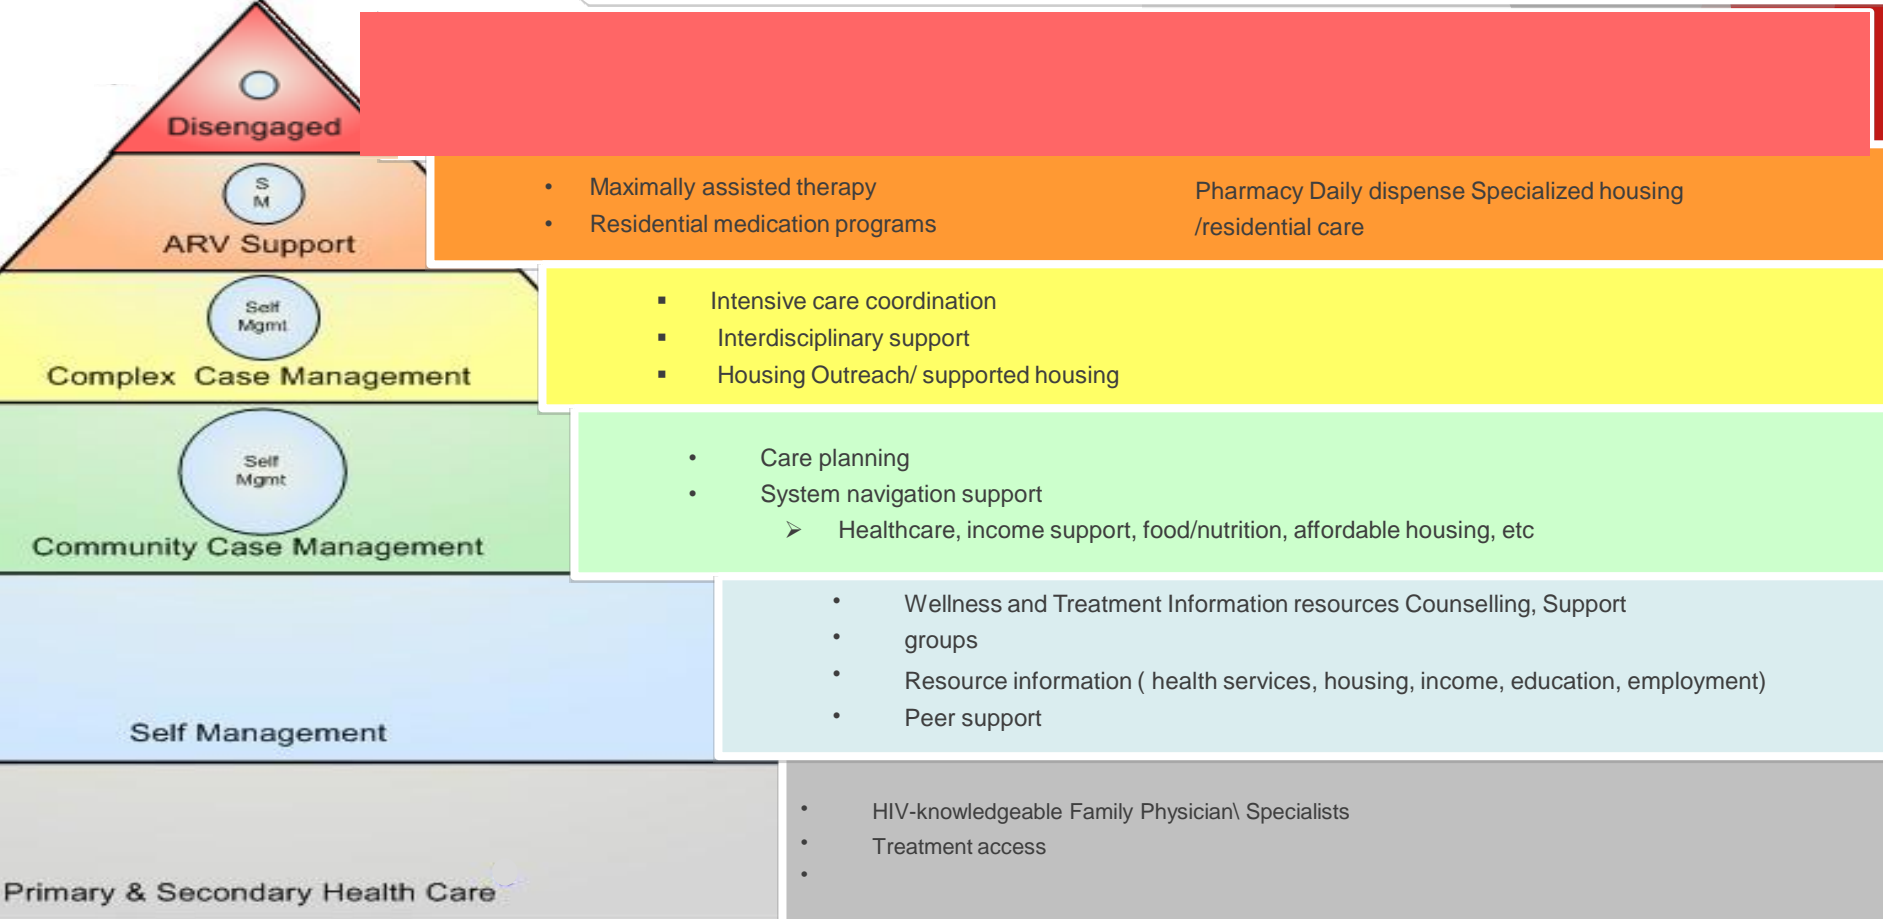 Disengaged
S
M
ARV Support
• Maximally assisted therapy
• Residential medication programs
Pharmacy Daily dispense Specialized housing
/residential care
Self
Mgmt
Complex Case Management
▪ Intensive care coordination
▪ Interdisciplinary support
▪ Housing Outreach/ supported housing
Self
Mgmt
Community Case Management
• Care planning
• System navigation support
➢ Healthcare, income support, food/nutrition, affordable housing, etc
Self Management
• Wellness and Treatment Information resources Counselling, Support
• groups
• Resource information ( health services, housing, income, education, employment)
• Peer support
Primary & Secondary Health Care
• HIV-knowledgeable Family Physician\ Specialists
• Treatment access
•